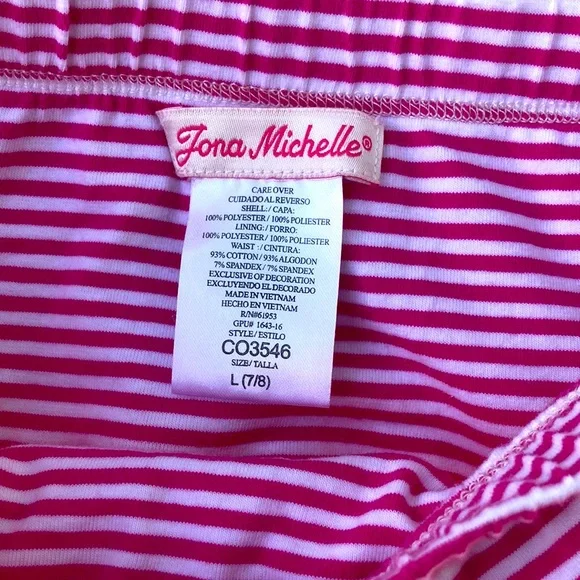 Jona Michelle®
CARE OVER
CUIDADO AL REVERSO
SHELL:/ CAPA:
100% POLYESTER / 100% POLIESTER
LINING:/ FORRO:
100% POLYESTER / 100% POLIESTER
WAIST :/ CINTURA:
93% COTTON / 93% ALGODON
7% SPANDEX / 7% SPANDEX
EXCLUSIVE OF DECORATION
EXCLUYENDO EL DECORADO
MADE IN VIETNAM
HECHO EN VIETNAM
R/N#61953
GPU# 1643-16
STYLE/ ESTILO
CO3546
SIZE/ TALLA
L (7/8)